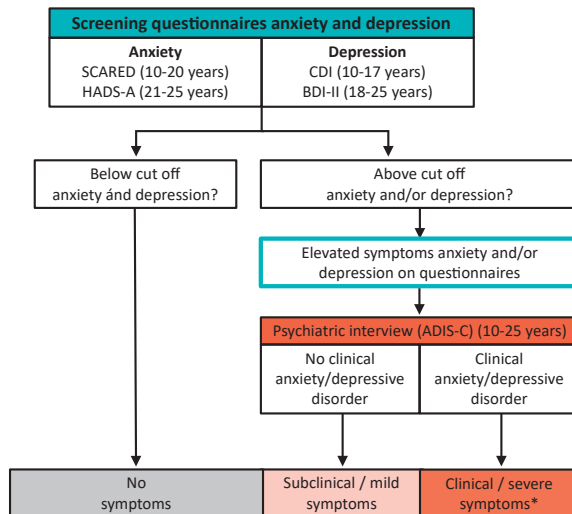 Screening questionnaires anxiety and depression
Anxiety
SCARED (10-20 years)
HADS-A (21-25 years)
Depression
CDI (10-17 years)
BDI-II (18-25 years)
Below cut off
anxiety ánd depression?
Above cut off
anxiety and/or depression?
Elevated symptoms anxiety and/or
depression on questionnaires
Psychiatric interview (ADIS-C) (10-25 years)
No clinical
anxiety/depressive
disorder
Clinical
anxiety/depressive
disorder
No
symptoms
Subclinical / mild
symptoms
Clinical / severe
symptoms*